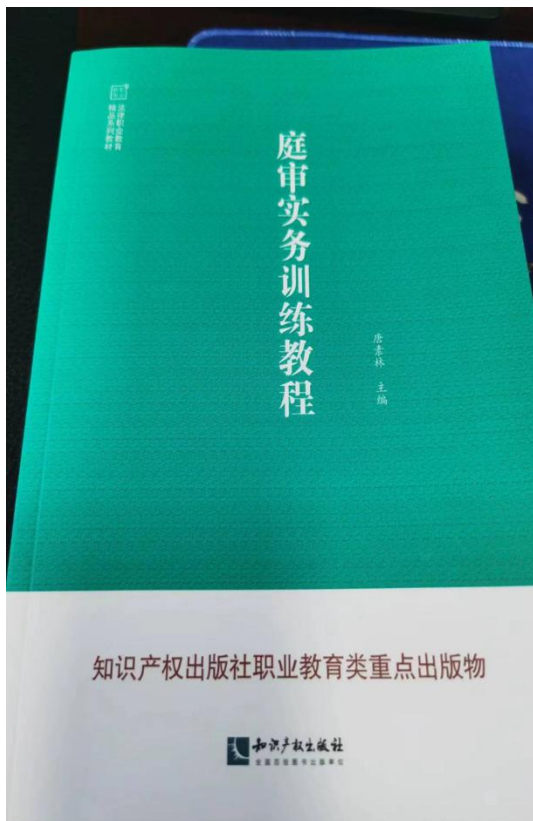 法律职业教育
精品系列教材
庭审实务训练教程
唐素林 主编
知识产权出版社职业教育类重点出版物
知识产权出版社
全国百佳图书出版单位